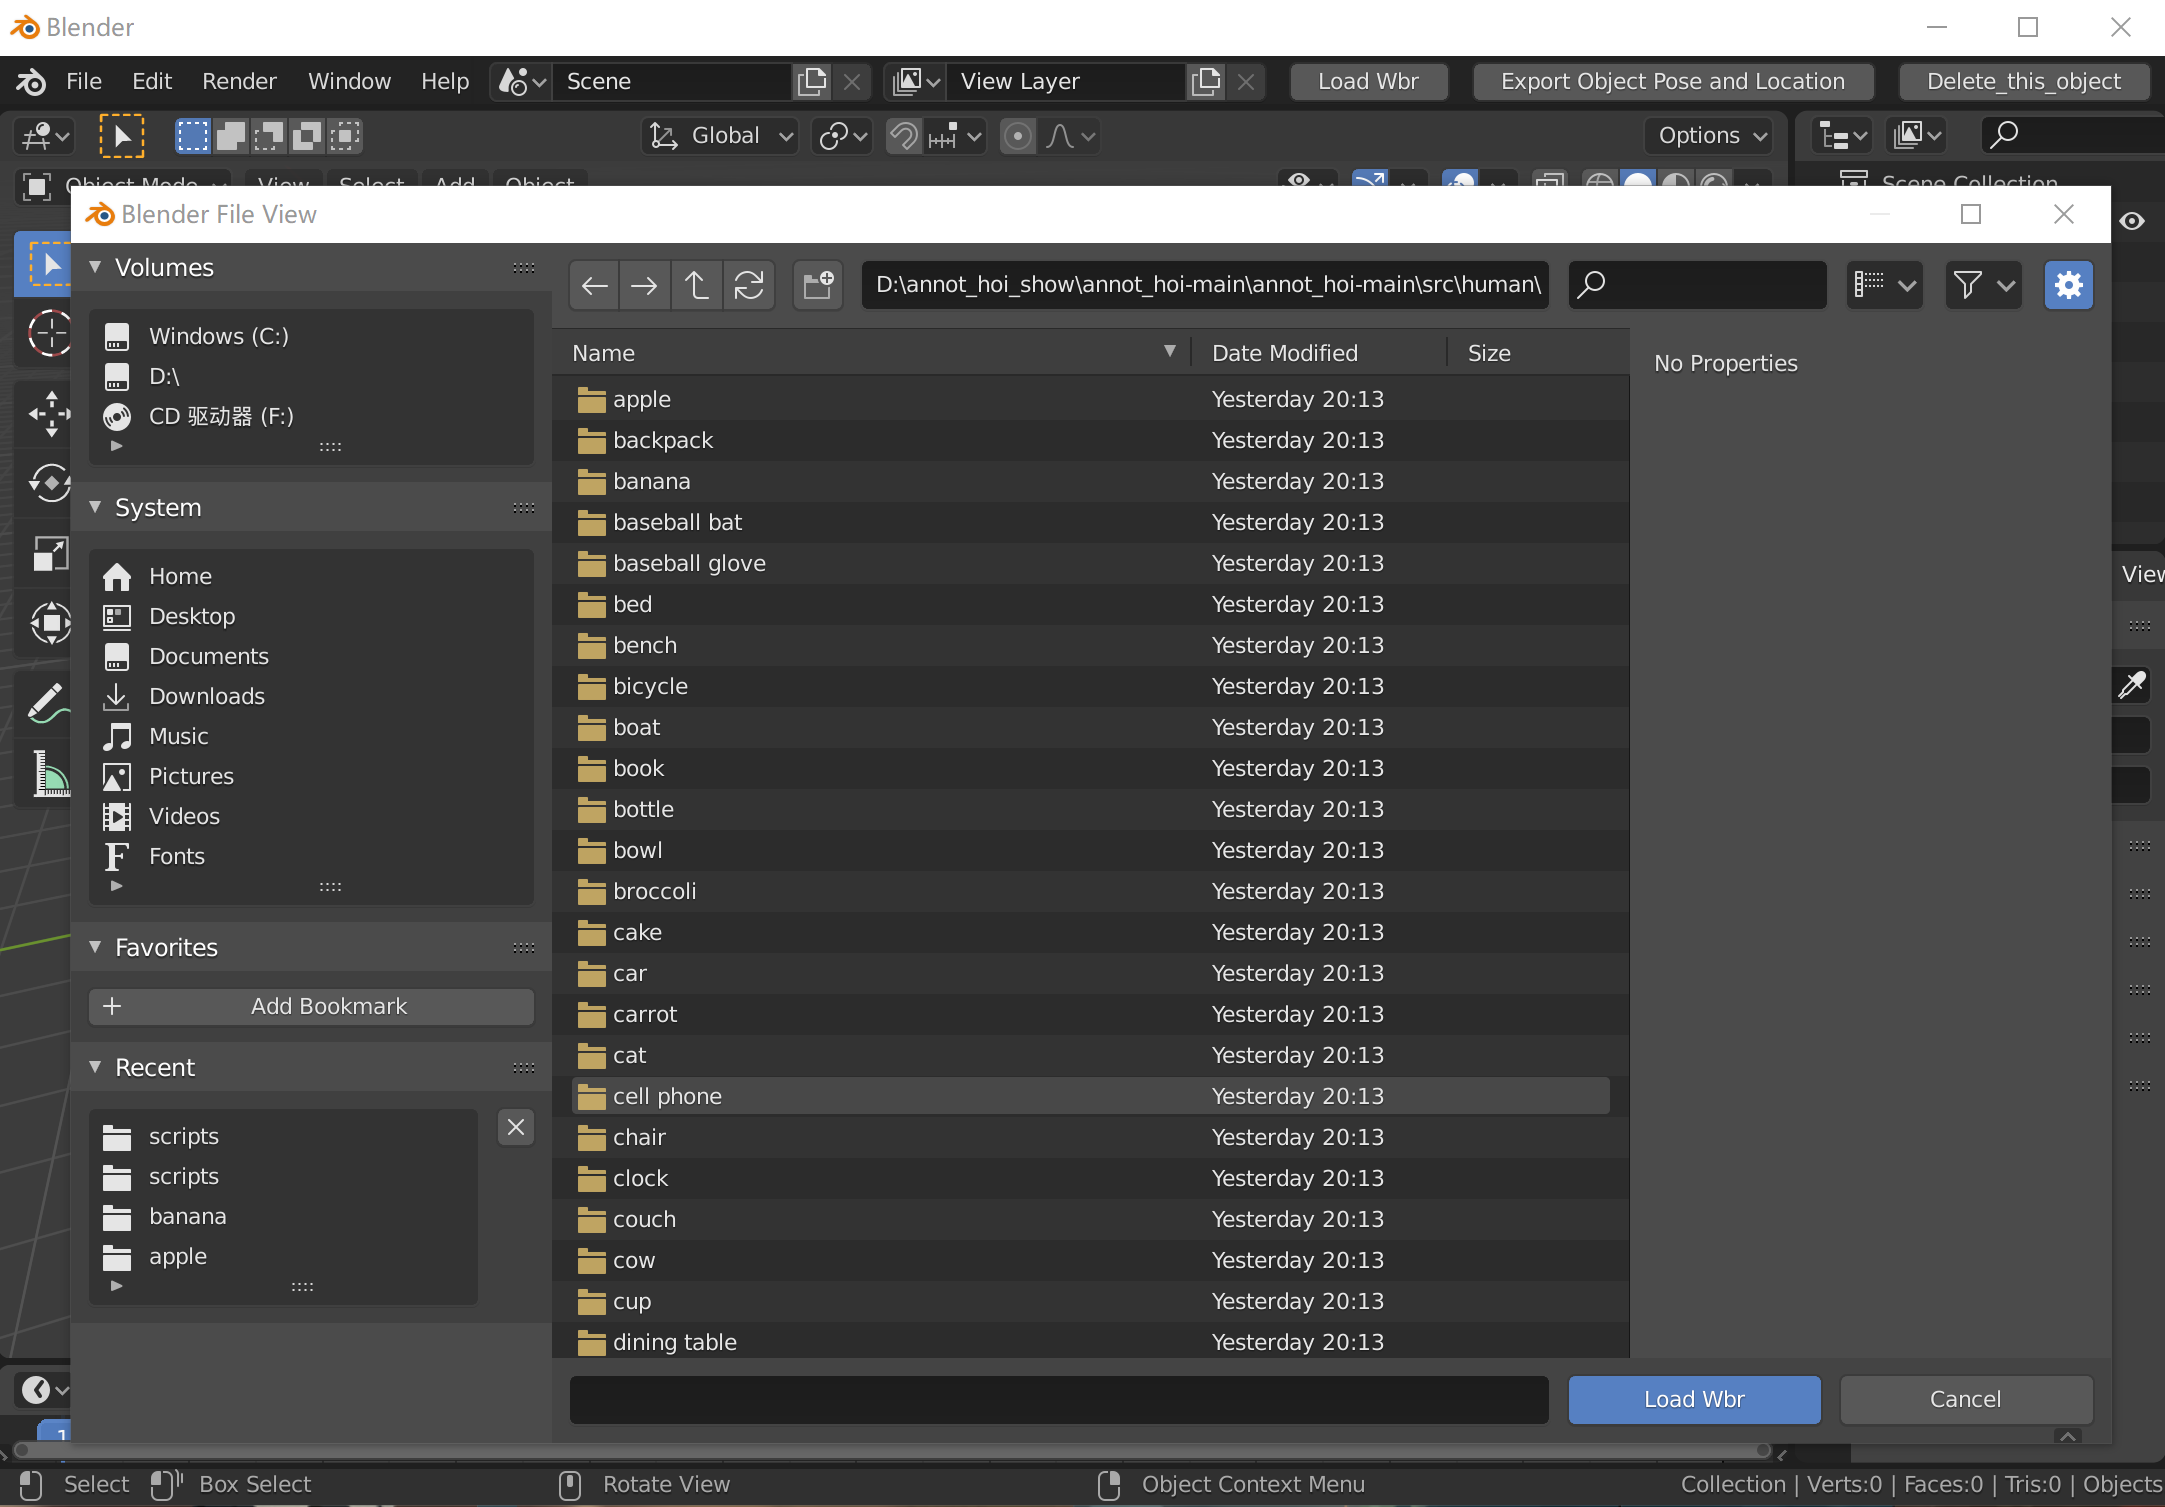 Blender
File Edit Render Window Help Scene View Layer Load Wbr Export Object Pose and Location Delete_this_object
Global Options
Object Mode View Select Add Object Scene Collection
Blender File View
Volumes
Windows (C:)
D:\
CD 驱动器 (F:)
System
Home
Desktop
Documents
Downloads
Music
Pictures
Videos
Fonts
Favorites
Add Bookmark
Recent
scripts
scripts
banana
apple
D:\annot_hoi_show\annot_hoi-main\annot_hoi-main\src\human\
Name Date Modified Size
apple Yesterday 20:13
backpack Yesterday 20:13
banana Yesterday 20:13
baseball bat Yesterday 20:13
baseball glove Yesterday 20:13
bed Yesterday 20:13
bench Yesterday 20:13
bicycle Yesterday 20:13
boat Yesterday 20:13
book Yesterday 20:13
bottle Yesterday 20:13
bowl Yesterday 20:13
broccoli Yesterday 20:13
cake Yesterday 20:13
car Yesterday 20:13
carrot Yesterday 20:13
cat Yesterday 20:13
cell phone Yesterday 20:13
chair Yesterday 20:13
clock Yesterday 20:13
couch Yesterday 20:13
cow Yesterday 20:13
cup Yesterday 20:13
dining table Yesterday 20:13
No Properties
View
Load Wbr Cancel
1
Select Box Select Rotate View Object Context Menu Collection | Verts:0 | Faces:0 | Tris:0 | Objects